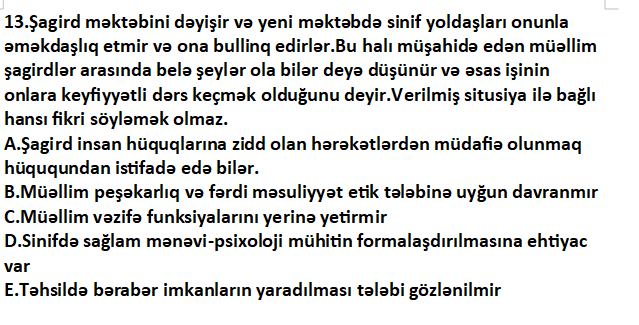 13.Şagird məktəbini dəyişir və yeni məktəbdə sinif yoldaşları onunla
əməkdaşlıq etmir və ona bullinq edirlər.Bu halı müşahidə edən müəllim
şagirdlər arasında belə şeylər ola bilər deyə düşünür və əsas işinin
onlara keyfiyyətli dərs keçmək olduğunu deyir.Verilmiş situsiya ilə bağlı
hansı fikri söyləmək olmaz.
A.Şagird insan hüquqlarına zidd olan hərəkətlərdən müdafiə olunmaq
hüququndan istifadə edə bilər.
B.Müəllim peşəkarlıq və fərdi məsuliyyət etik tələbinə uyğun davranmır
C.Müəllim vəzifə funksiyalarını yerinə yetirmir
D.Sinifdə sağlam mənəvi-psixoloji mühitin formalaşdırılmasına ehtiyac
var
E.Təhsildə bərabər imkanların yaradılması tələbi gözlənilmir